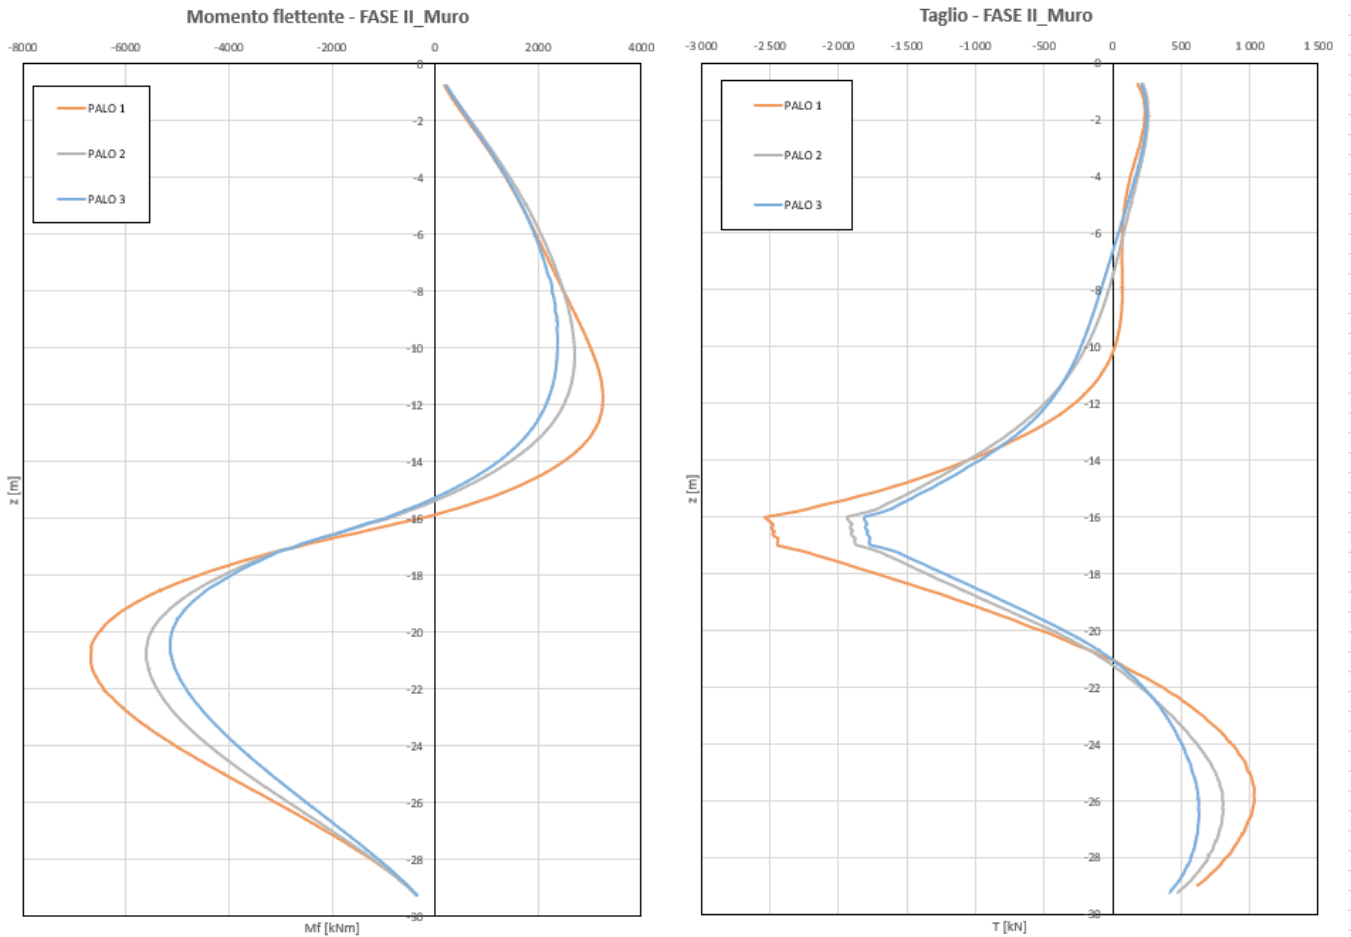 Momento flettente - FASE II_Muro
-8000 -6000 -4000 -2000 0 2000 4000
0
PALO 1
-2
PALO 2
-4
PALO 3
-6
-8
-10
-12
-14
z [m]
-16
-18
-20
-22
-24
-26
-28
-30
Mf [kNm]
Taglio - FASE II_Muro
-3 000 -2 500 -2 000 -1 500 -1 000 -500 0 500 1 000 1 500
0
PALO 1
-2
PALO 2
-4
PALO 3
-6
-8
-10
-12
-14
z [m]
-16
-18
-20
-22
-24
-26
-28
-30
T [kN]